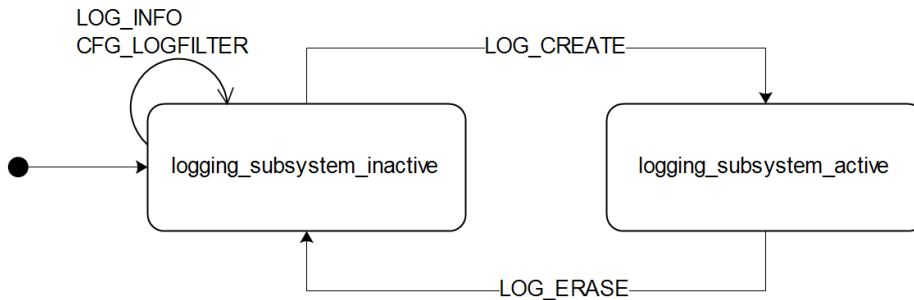 LOG_INFO
CFG_LOGFILTER
LOG_CREATE
logging_subsystem_inactive
logging_subsystem_active
LOG_ERASE